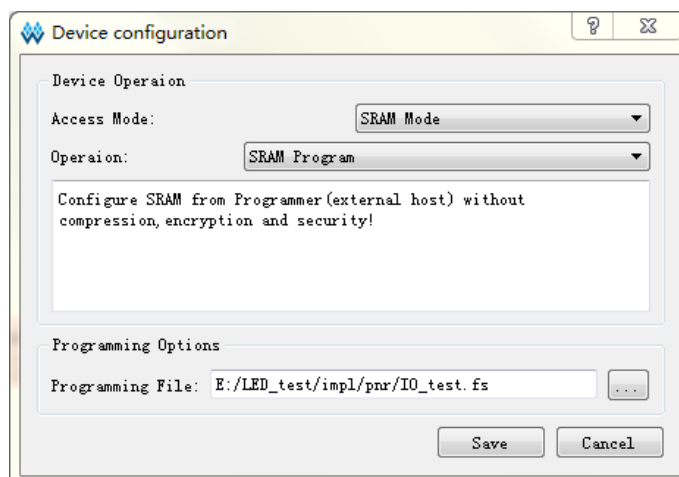 Device configuration
Device Operaion
Access Mode: SRAM Mode
Operaion: SRAM Program
Configure SRAM from Programmer(external host) without
compression, encryption and security!
Programming Options
Programming File: E:/LED_test/impl/pnr/IO_test.fs ...
Save Cancel